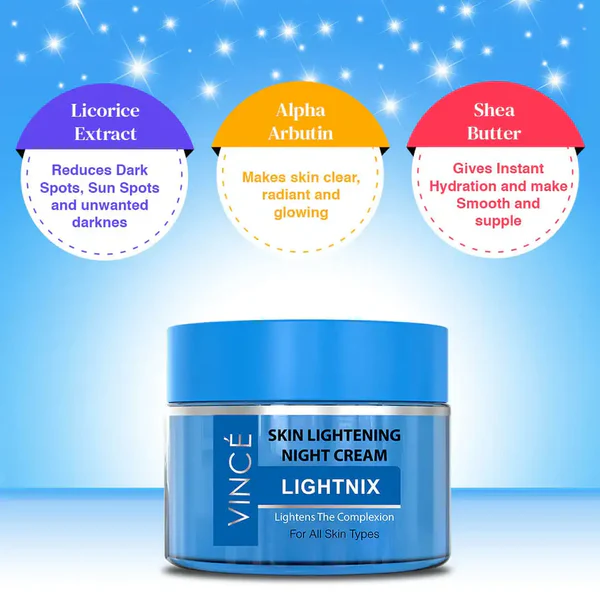 Licorice
Extract
Reduces Dark
Spots, Sun Spots
and unwanted
darknes
Alpha
Arbutin
Makes skin clear,
radiant and
glowing
Shea
Butter
Gives Instant
Hydration and make
Smooth and
supple
VINCÉ
SKIN LIGHTENING
NIGHT CREAM
LIGHTNIX
Lightens The Complexion
For All Skin Types